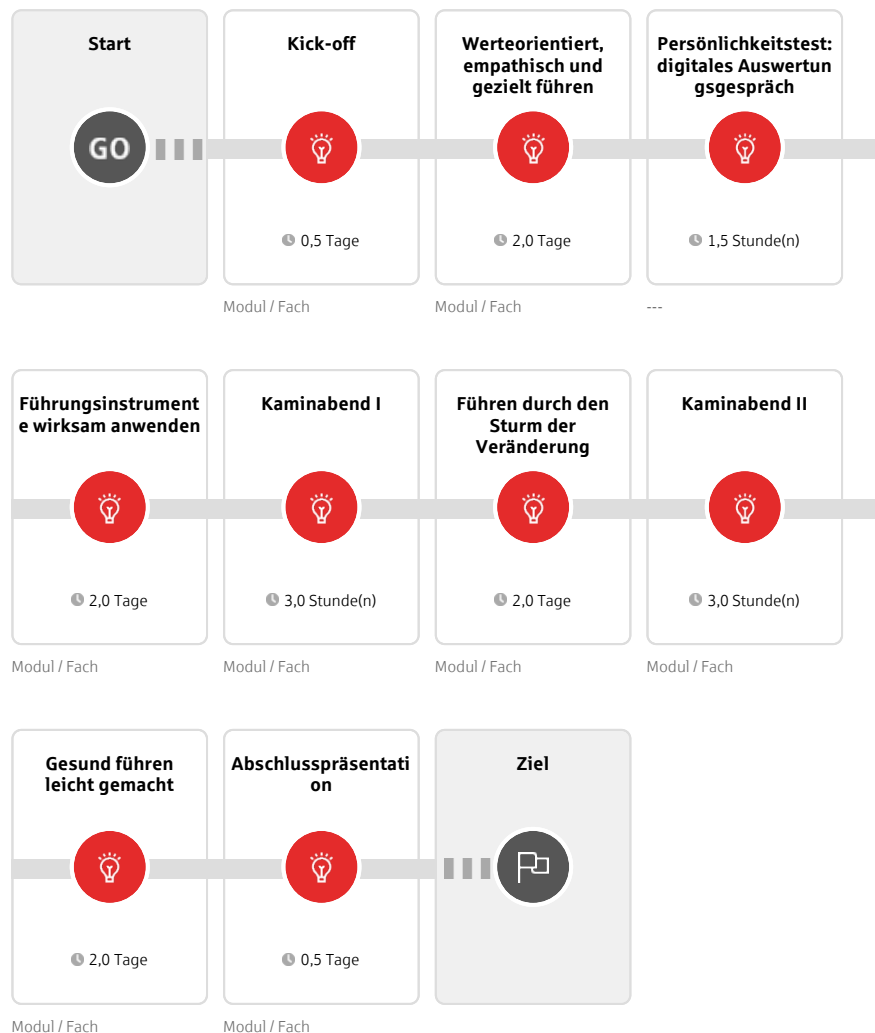 Start
GO
Kick-off
0,5 Tage
Modul / Fach
Werteorientiert,
empathisch und
gezielt führen
2,0 Tage
Modul / Fach
Persönlichkeitstest:
digitales Auswertun
gsgespräch
1,5 Stunde(n)
---
Führungsinstrument
e wirksam anwenden
2,0 Tage
Modul / Fach
Kaminabend I
3,0 Stunde(n)
Modul / Fach
Führen durch den
Sturm der
Veränderung
2,0 Tage
Modul / Fach
Kaminabend II
3,0 Stunde(n)
Modul / Fach
Gesund führen
leicht gemacht
2,0 Tage
Modul / Fach
Abschlusspräsentati
on
0,5 Tage
Modul / Fach
Ziel